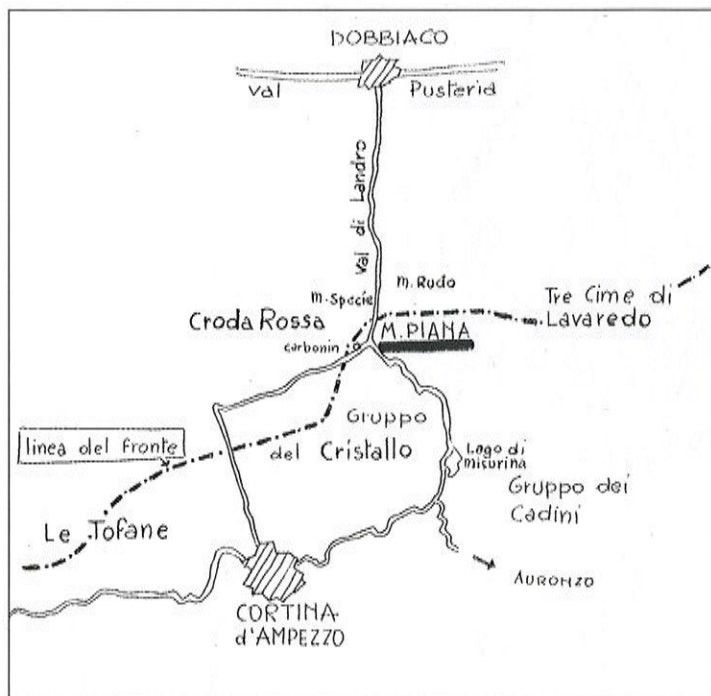 DOBBIACO
Val Pusteria
Val di Landro
m. Rudo
m. Specie
Tre Cime di
Lavaredo
Croda Rossa
M. PIANA
carbonin
Gruppo
del Cristallo
linea del fronte
Lago di
misurina
Gruppo dei
Cadini
Le Tofane
AURONZO
CORTINA
d'AMPEZZO